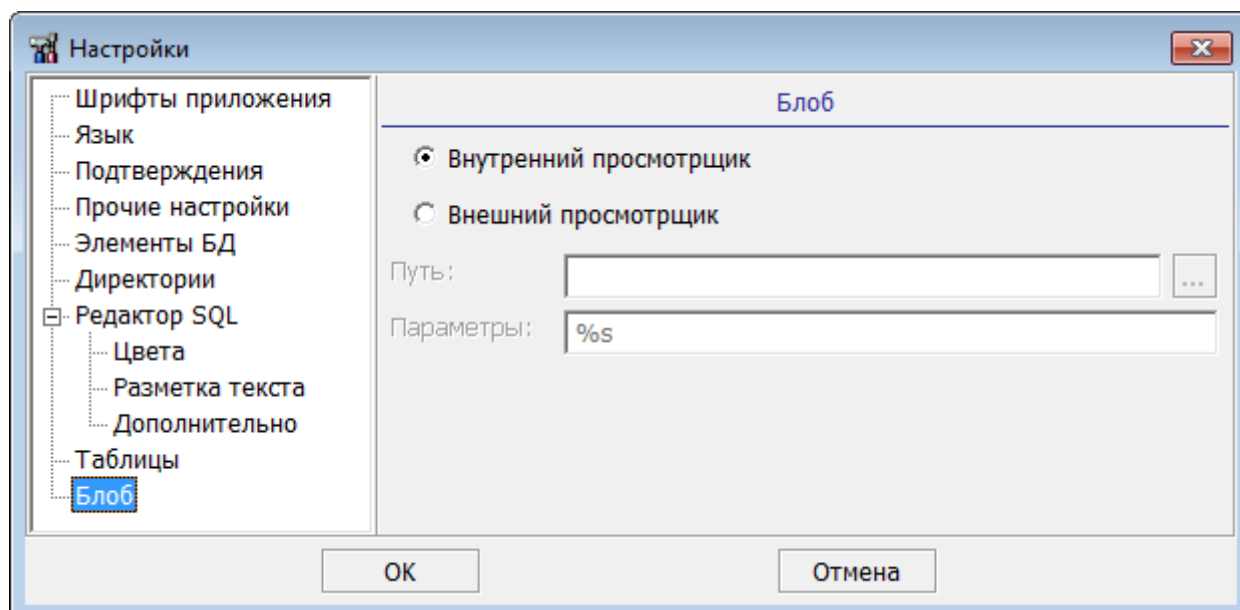 Настройки
Шрифты приложения
Язык
Подтверждения
Прочие настройки
Элементы БД
Директории
Редактор SQL
Цвета
Разметка текста
Дополнительно
Таблицы
Блоб
Блоб
Внутренний просмотрщик
Внешний просмотрщик
Путь:
...
Параметры: %s
OK
Отмена